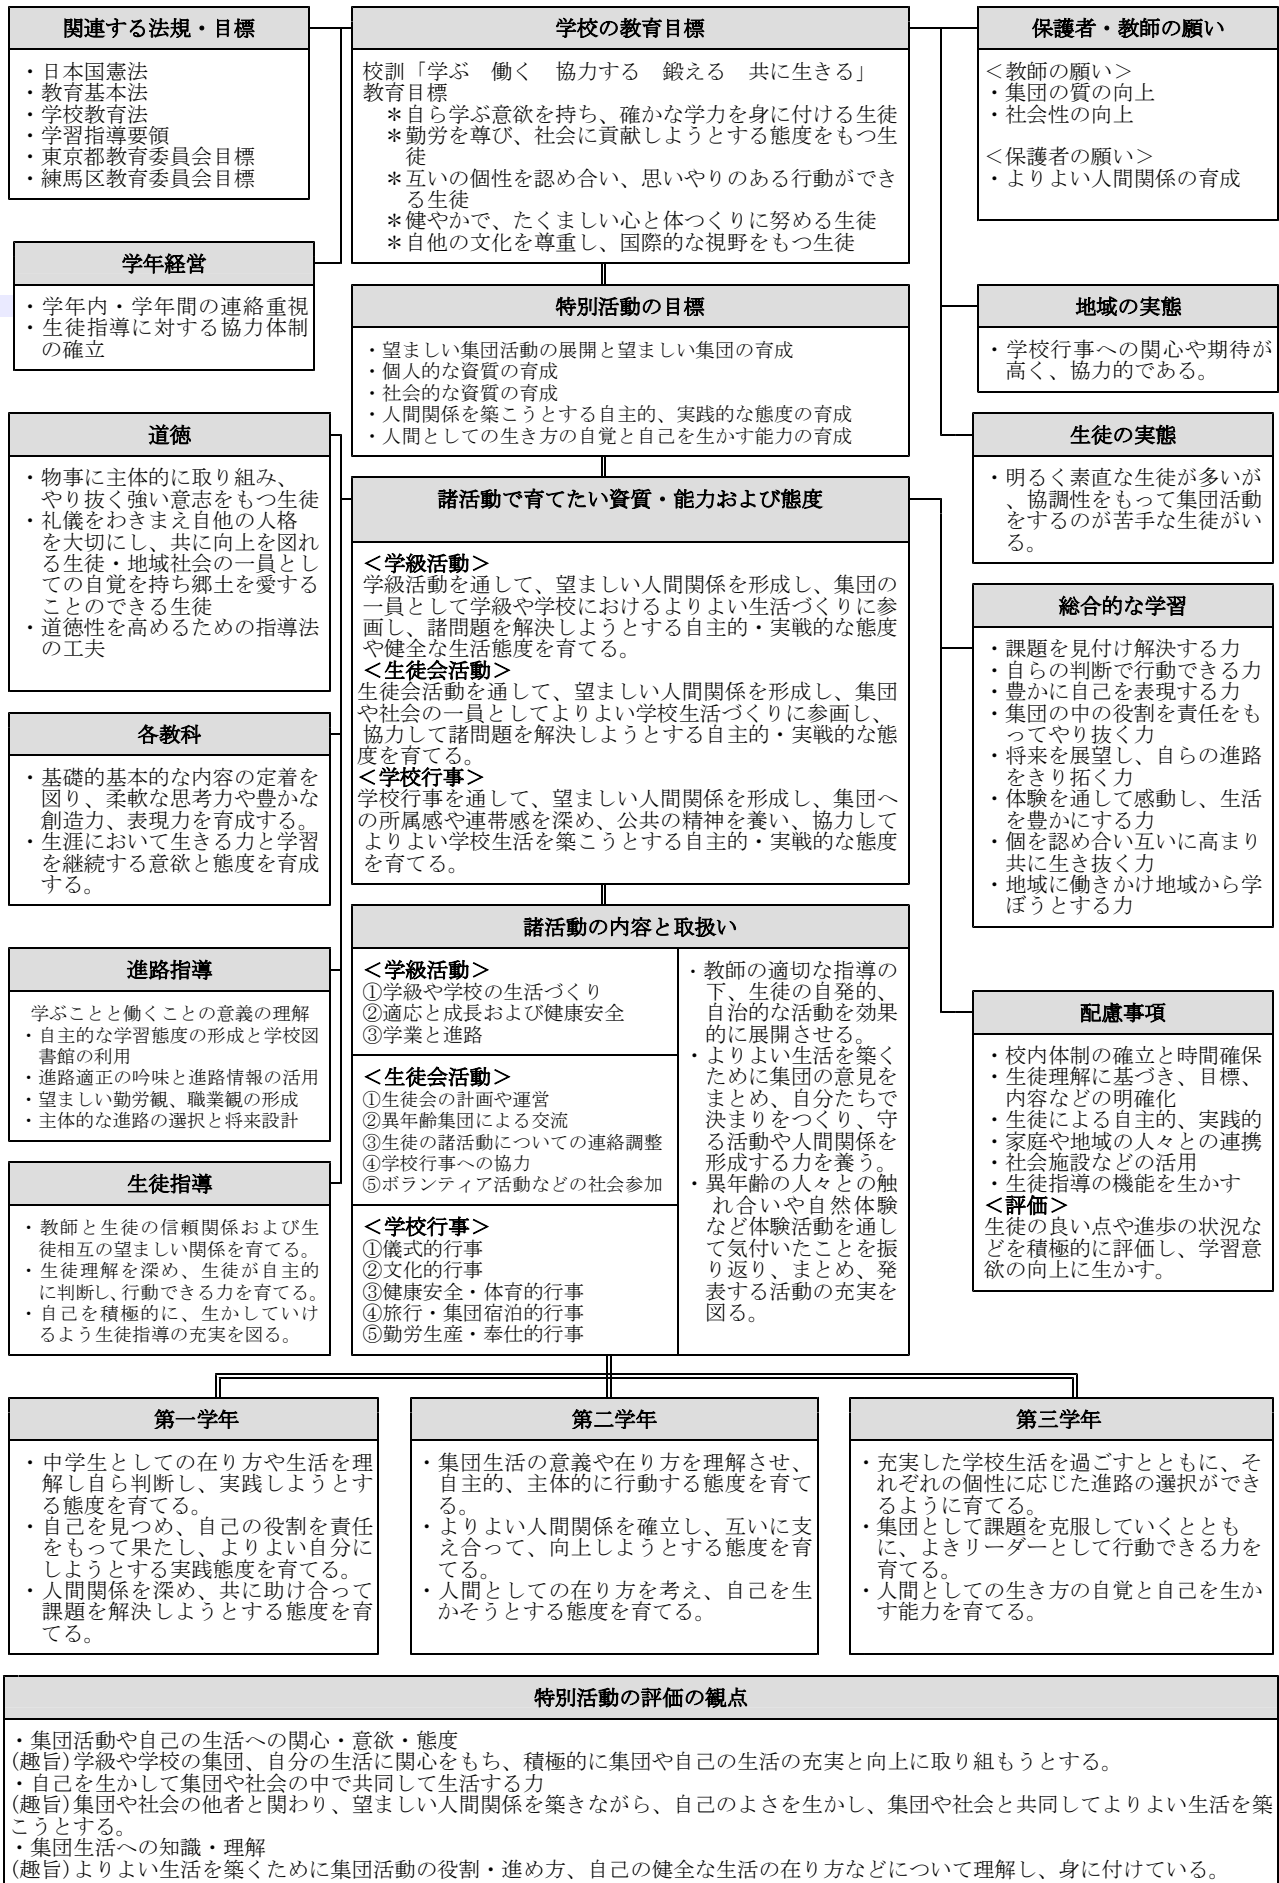 関連する法規・目標
・日本国憲法
・教育基本法
・学校教育法
・学習指導要領
・東京都教育委員会目標
・練馬区教育委員会目標
学校の教育目標
校訓「学ぶ　働く　協力する　鍛える　共に生きる」
教育目標
＊自ら学ぶ意欲を持ち、確かな学力を身に付ける生徒
＊勤労を尊び、社会に貢献しようとする態度をもつ生
徒
＊互いの個性を認め合い、思いやりのある行動ができ
る生徒
＊健やかで、たくましい心と体つくりに努める生徒
＊自他の文化を尊重し、国際的な視野をもつ生徒
保護者・教師の願い
＜教師の願い＞
・集団の質の向上
・社会性の向上
＜保護者の願い＞
・よりよい人間関係の育成
学年経営
・学年内・学年間の連絡重視
・生徒指導に対する協力体制
の確立
特別活動の目標
・望ましい集団活動の展開と望ましい集団の育成
・個人的な資質の育成
・社会的な資質の育成
・人間関係を築こうとする自主的、実践的な態度の育成
・人間としての生き方の自覚と自己を生かす能力の育成
地域の実態
・学校行事への関心や期待が
高く、協力的である。
道徳
・物事に主体的に取り組み、
やり抜く強い意志をもつ生徒
・礼儀をわきまえ自他の人格
を大切にし、共に向上を図れ
る生徒・地域社会の一員とし
ての自覚を持ち郷土を愛する
ことのできる生徒
・道徳性を高めるための指導法
の工夫
諸活動で育てたい資質・能力および態度
＜学級活動＞
学級活動を通して、望ましい人間関係を形成し、集団の
一員として学級や学校におけるよりよい生活づくりに参
画し、諸問題を解決しようとする自主的・実戦的な態度
や健全な生活態度を育てる。
＜生徒会活動＞
生徒会活動を通して、望ましい人間関係を形成し、集団
や社会の一員としてよりよい学校生活づくりに参画し、
協力して諸問題を解決しようとする自主的・実戦的な態
度を育てる。
＜学校行事＞
学校行事を通して、望ましい人間関係を形成し、集団へ
の所属感や連帯感を深め、公共の精神を養い、協力して
よりよい学校生活を築こうとする自主的・実戦的な態度
を育てる。
生徒の実態
・明るく素直な生徒が多いが
、協調性をもって集団活動
をするのが苦手な生徒がい
る。
総合的な学習
・課題を見付け解決する力
・自らの判断で行動できる力
・豊かに自己を表現する力
・集団の中の役割を責任をも
ってやり抜く力
・将来を展望し、自らの進路
をきり拓く力
・体験を通して感動し、生活
を豊かにする力
・個を認め合い互いに高まり
共に生き抜く力
・地域に働きかけ地域から学
ぼうとする力
各教科
・基礎的基本的な内容の定着を
図り、柔軟な思考力や豊かな
創造力、表現力を育成する。
・生涯において生きる力と学習
を継続する意欲と態度を育成
する。
進路指導
学ぶことと働くことの意義の理解
・自主的な学習態度の形成と学校図
書館の利用
・進路適正の吟味と進路情報の活用
・望ましい勤労観、職業観の形成
・主体的な進路の選択と将来設計
生徒指導
・教師と生徒の信頼関係および生
徒相互の望ましい関係を育てる。
・生徒理解を深め、生徒が自主的
に判断し、行動できる力を育てる。
・自己を積極的に、生かしていけ
るよう生徒指導の充実を図る。
諸活動の内容と取扱い
＜学級活動＞
①学級や学校の生活づくり
②適応と成長および健康安全
③学業と進路
＜生徒会活動＞
①生徒会の計画や運営
②異年齢集団による交流
③生徒の諸活動についての連絡調整
④学校行事への協力
⑤ボランティア活動などの社会参加
＜学校行事＞
①儀式的行事
②文化的行事
③健康安全・体育的行事
④旅行・集団宿泊的行事
⑤勤労生産・奉仕的行事
・教師の適切な指導の
下、生徒の自発的、
自治的な活動を効果
的に展開させる。
・よりよい生活を築く
ために集団の意見を
まとめ、自分たちで
決まりをつくり、守
る活動や人間関係を
形成する力を養う。
・異年齢の人々との触
れ合いや自然体験
など体験活動を通し
て気付いたことを振
り返り、まとめ、発
表する活動の充実を
図る。
配慮事項
・校内体制の確立と時間確保
・生徒理解に基づき、目標、
内容などの明確化
・生徒による自主的、実践的
・家庭や地域の人々との連携
・社会施設などの活用
・生徒指導の機能を生かす
＜評価＞
生徒の良い点や進歩の状況な
どを積極的に評価し、学習意
欲の向上に生かす。
第一学年
・中学生としての在り方や生活を理
解し自ら判断し、実践しようとす
る態度を育てる。
・自己を見つめ、自己の役割を責任
をもって果たし、よりよい自分に
しようとする実践態度を育てる。
・人間関係を深め、共に助け合って
課題を解決しようとする態度を育
てる。
第二学年
・集団生活の意義や在り方を理解させ、
自主的、主体的に行動する態度を育て
る。
・よりよい人間関係を確立し、互いに支
え合って、向上しようとする態度を育
てる。
・人間としての在り方を考え、自己を生
かそうとする態度を育てる。
第三学年
・充実した学校生活を過ごすとともに、そ
れぞれの個性に応じた進路の選択ができ
るように育てる。
・集団として課題を克服していくととも
に、よきリーダーとして行動できる力を
育てる。
・人間としての生き方の自覚と自己を生か
す能力を育てる。
特別活動の評価の観点
・集団活動や自己の生活への関心・意欲・態度
(趣旨)学級や学校の集団、自分の生活に関心をもち、積極的に集団や自己の生活の充実と向上に取り組もうとする。
・自己を生かして集団や社会の中で共同して生活する力
(趣旨)集団や社会の他者と関わり、望ましい人間関係を築きながら、自己のよさを生かし、集団や社会と共同してよりよい生活を築
こうとする。
・集団生活への知識・理解
(趣旨)よりよい生活を築くために集団活動の役割・進め方、自己の健全な生活の在り方などについて理解し、身に付けている。